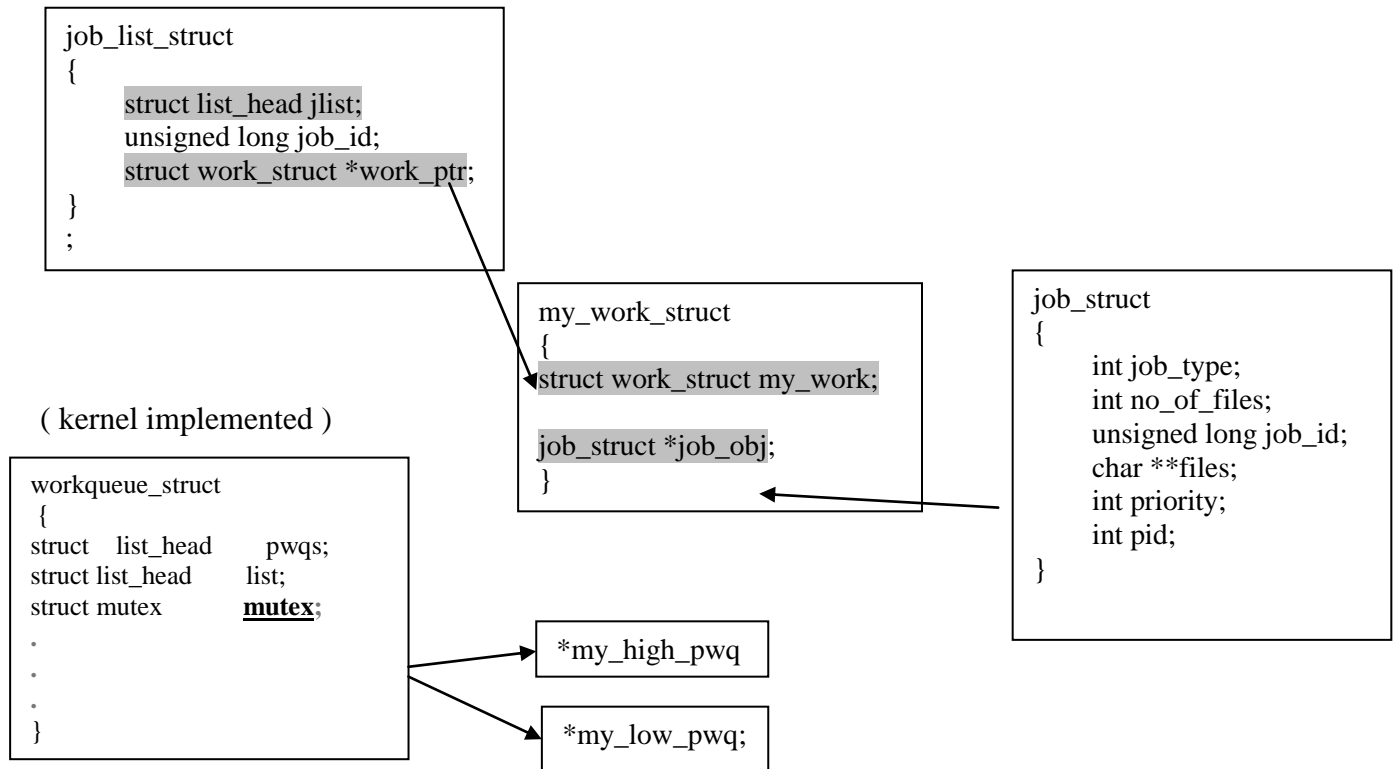 job_list_struct
{
struct list_head jlist;
unsigned long job_id;
struct work_struct *work_ptr;
}
;
my_work_struct
{
struct work_struct my_work;
job_struct *job_obj;
}
job_struct
{
int job_type;
int no_of_files;
unsigned long job_id;
char **files;
int priority;
int pid;
}
( kernel implemented )
workqueue_struct
{
struct list_head pwqs;
struct list_head list;
struct mutex mutex;
.
.
.
}
*my_high_pwq
*my_low_pwq;